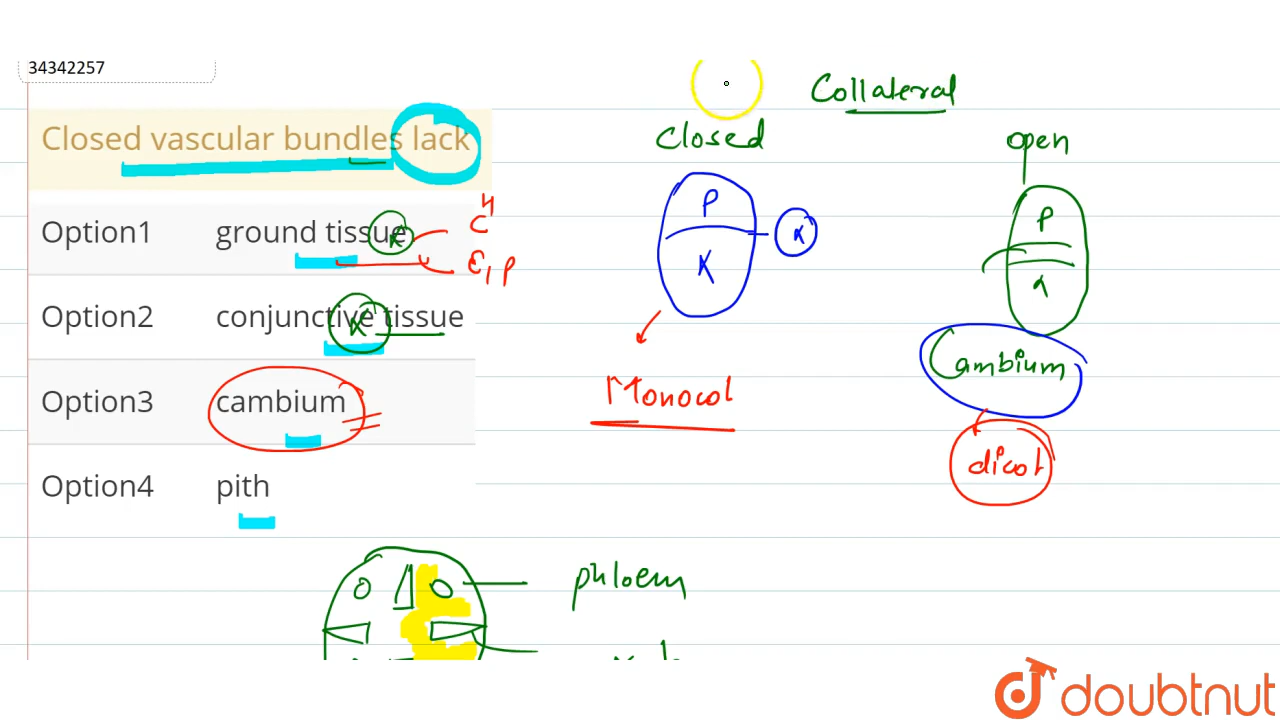 34342257
Closed vascular bundles lack
Option1 ground tissue
Option2 conjunctive tissue
Option3 cambium
Option4 pith
Collateral
Closed
open
P
P
K
Cambium
Monocol
dicot
phloem
doubtnut